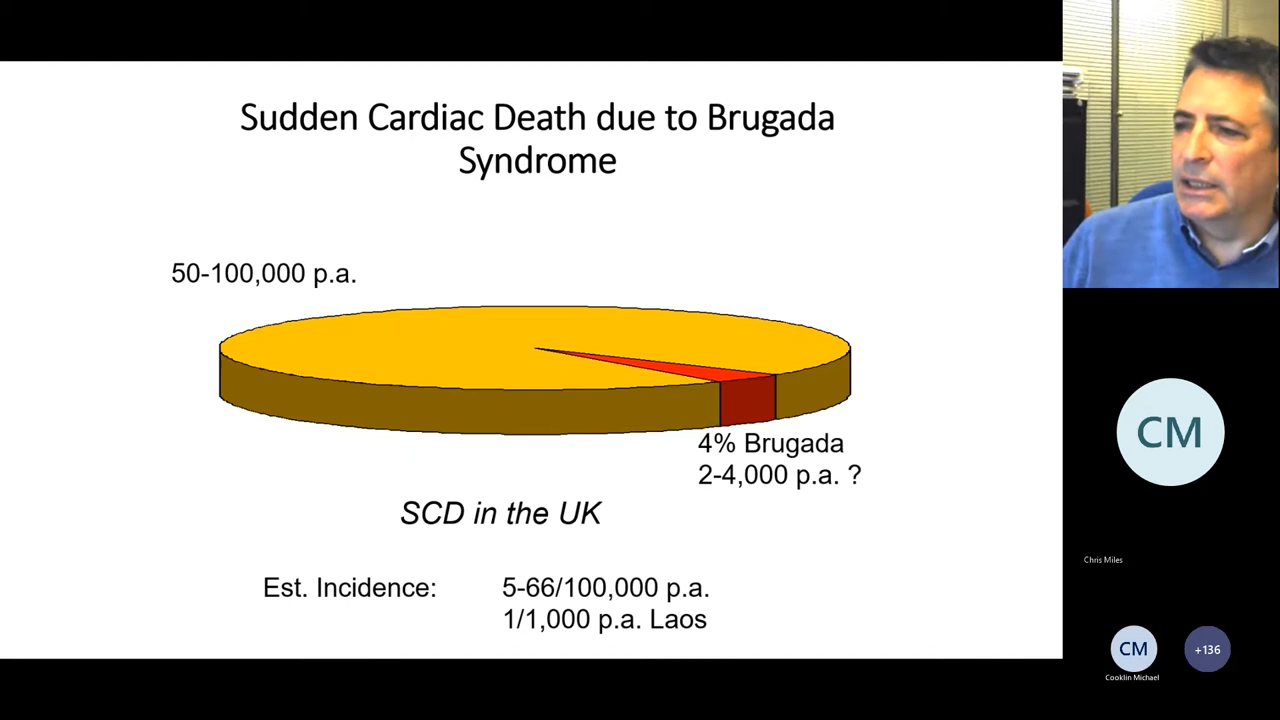 Sudden Cardiac Death due to Brugada
Syndrome
50-100,000 p.a.
4% Brugada
2-4,000 p.a. ?
SCD in the UK
Est. Incidence: 5-66/100,000 p.a.
1/1,000 p.a. Laos
CM
Chris Miles
CM
+136
Cooklin Michael